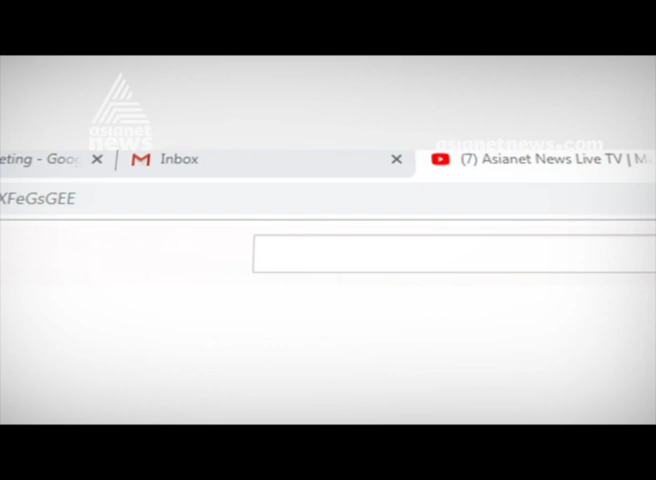 asianet
news
asianetnews.com
eting - Goog
Inbox
(7) Asianet News Live TV | M
XFeGsGEE